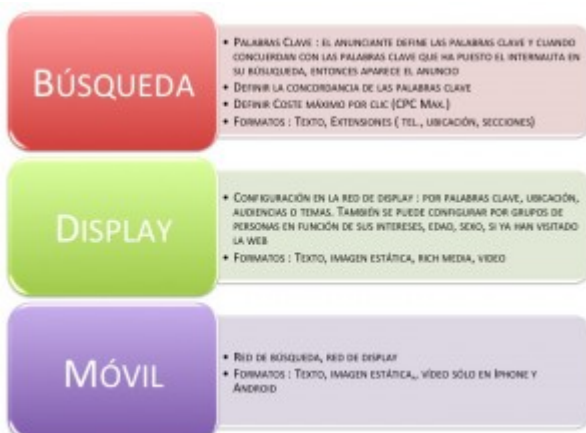 BÚSQUEDA
• PALABRAS CLAVE : EL ANUNCIANTE DEFINE LAS PALABRAS CLAVE Y CUANDO
CONCUERDAN CON LAS PALABRAS CLAVE QUE HA PUESTO EL INTERNAUTA EN
SU BÚSUQUEDA, ENTONCES APARECE EL ANUNCIO
• DEFINIR LA CONCORDANCIA DE LAS PALABRAS CLAVE
• DEFINIR COSTE MÁXIMO POR CLIC (CPC MAX.)
• FORMATOS : TEXTO, EXTENSIONES ( TEL., UBICACIÓN, SECCIONES)
DISPLAY
• CONFIGURACIÓN EN LA RED DE DISPLAY : POR PALABRAS CLAVE, UBICACIÓN,
AUDIENCIAS O TEMAS. TAMBIÉN SE PUEDE CONFIGURAR POR GRUPOS DE
PERSONAS EN FUNCIÓN DE SUS INTERESES, EDAD, SEXO, SI YA HAN VISITADO
LA WEB
• FORMATOS : TEXTO, IMAGEN ESTÁTICA, RICH MEDIA, VIDEO
MÓVIL
• RED DE BÚSQUEDA, RED DE DISPLAY
• FORMATOS : TEXTO, IMAGEN ESTÁTICA,, VÍDEO SÓLO EN IPHONE Y
ANDROID